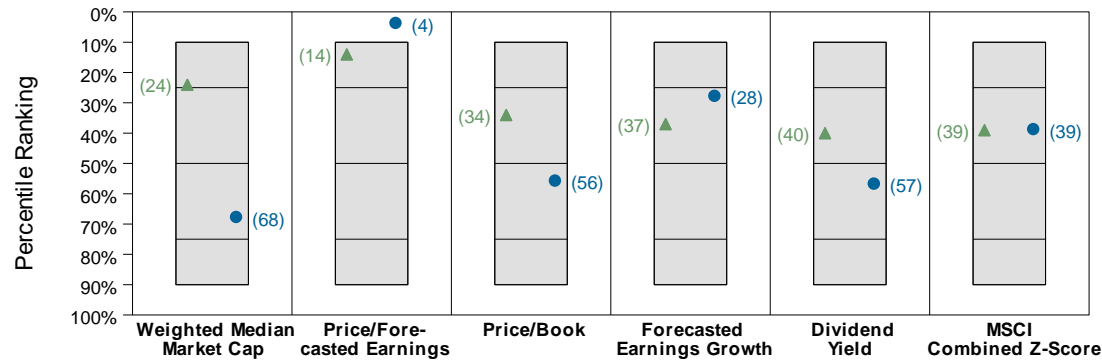 Percentile Ranking
0%
10%
20%
30%
40%
50%
60%
70%
80%
90%
100%
(24)
(68)
(14)
(4)
(34)
(56)
(37)
(28)
(40)
(57)
(39)
(39)
Weighted Median
Market Cap
Price/Fore-
casted Earnings
Price/Book
Forecasted
Earnings Growth
Dividend
Yield
MSCI
Combined Z-Score